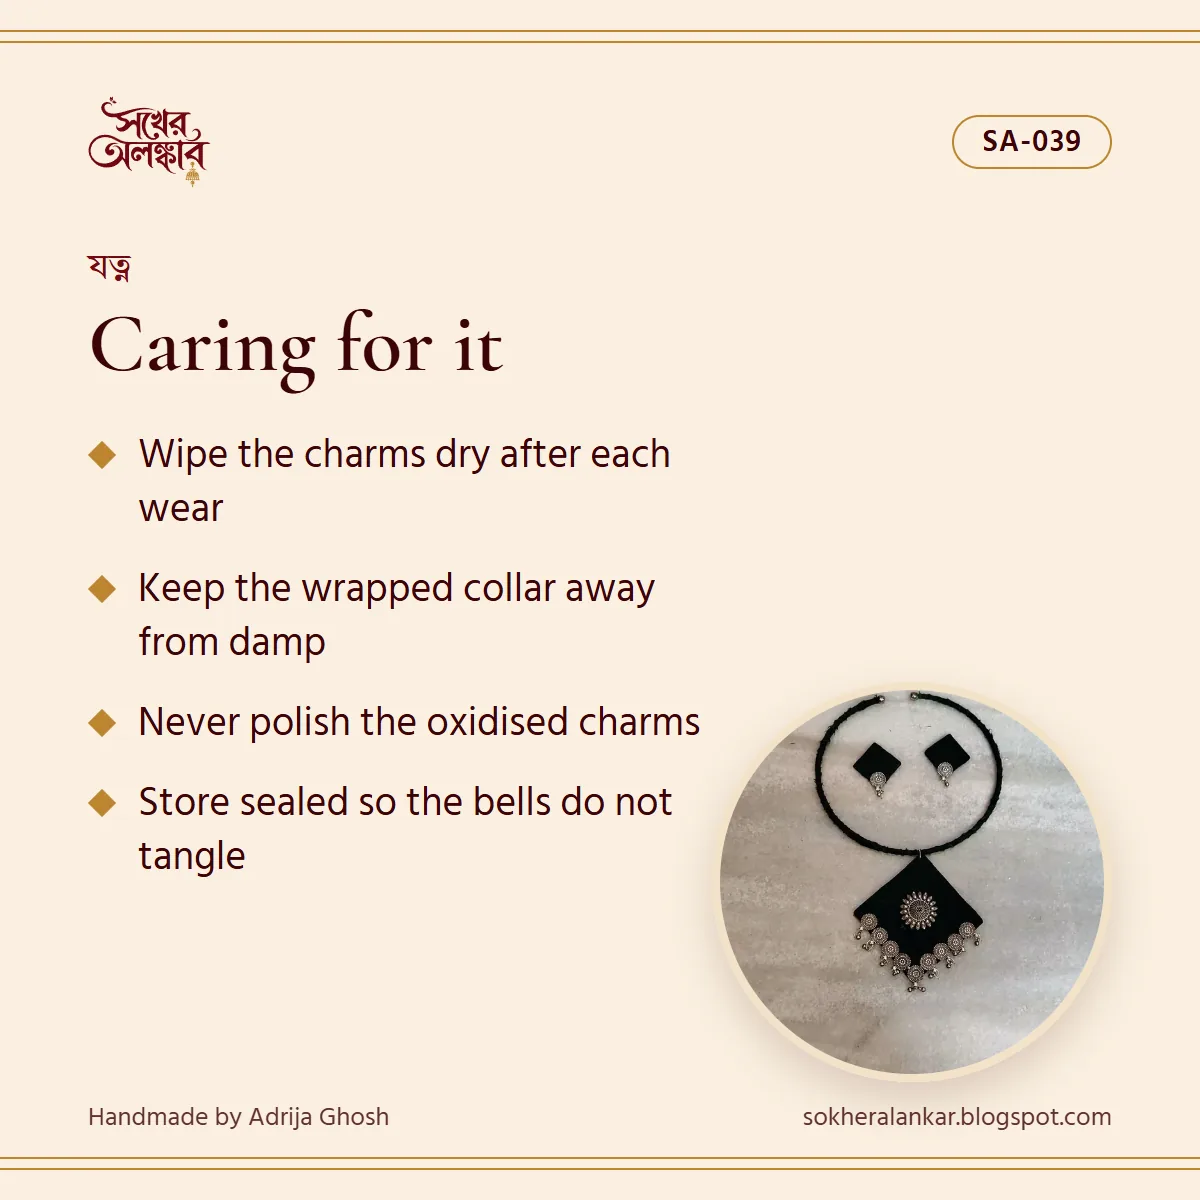 সখের
অলঙ্কার
SA-039
যত্ন
Caring for it
Wipe the charms dry after each
wear
Keep the wrapped collar away
from damp
Never polish the oxidised charms
Store sealed so the bells do not
tangle
Handmade by Adrija Ghosh
sokheralankar.blogspot.com